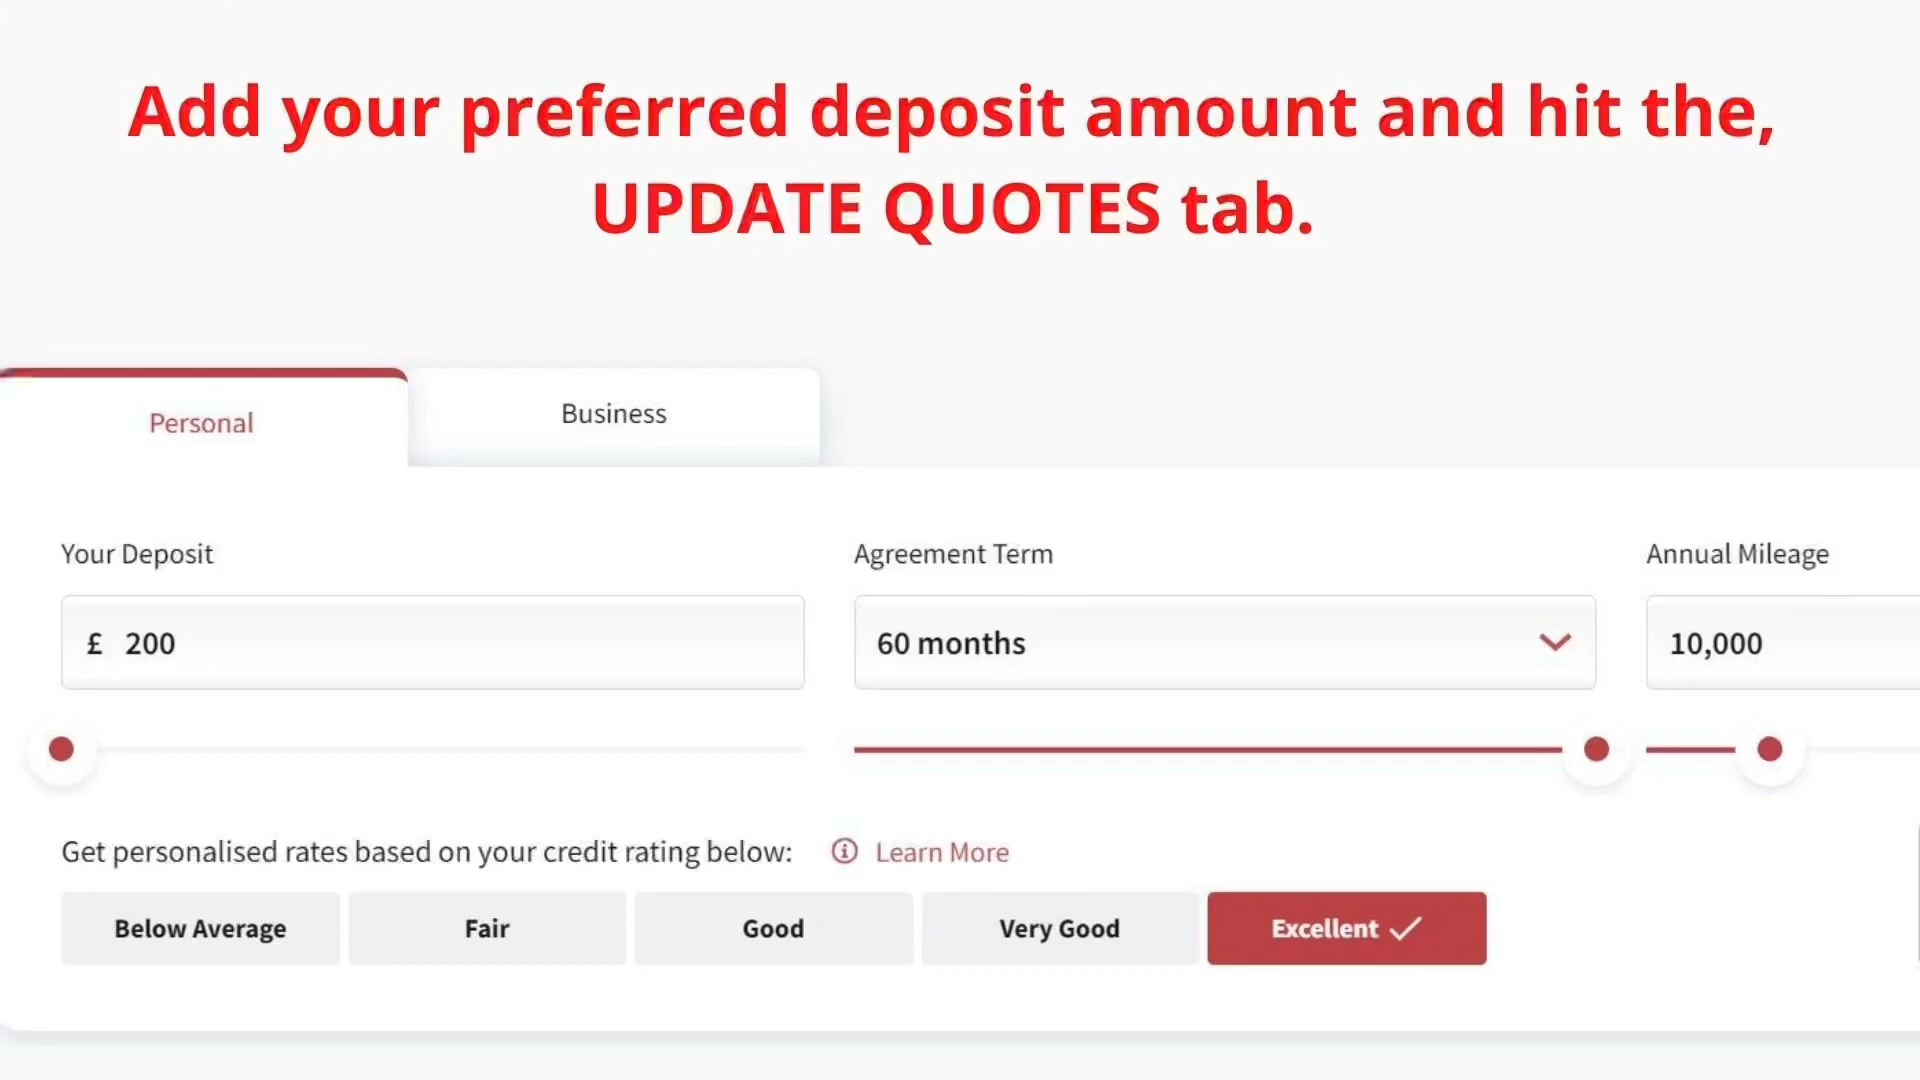 Add your preferred deposit amount and hit the,
UPDATE QUOTES tab.
Personal
Business
Your Deposit
Agreement Term
Annual Mileage
£ 200
60 months
10,000
Get personalised rates based on your credit rating below:
Learn More
Below Average
Fair
Good
Very Good
Excellent